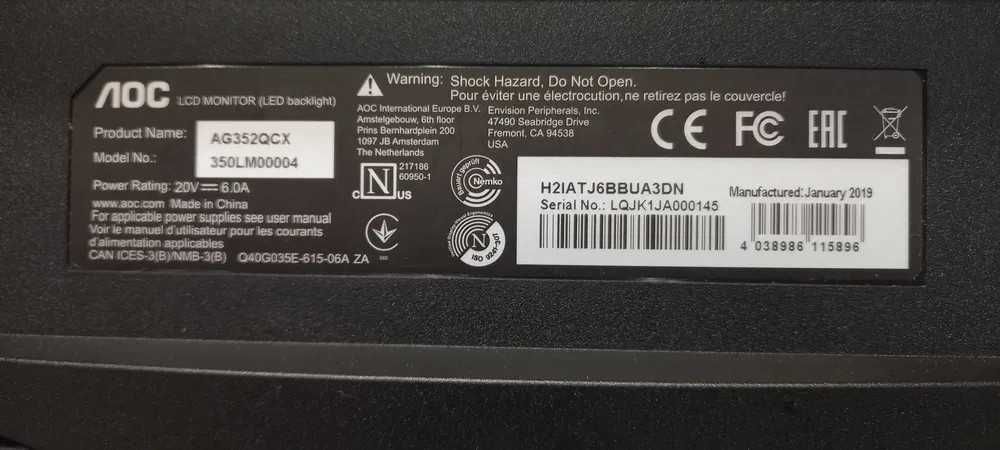 AOC LCD MONITOR (LED backlight)
Product Name: AG352QCX
Model No.: 350LM00004
Power Rating: 20V 6.0A
www.aoc.com Made in China
For applicable power supplies see user manual
Voir le manuel d'utilisateur pour les courants
d'alimentation applicables
CAN ICES-3(B)/NMB-3(B) Q40G035E-615-06A ZA
Warning: Shock Hazard, Do Not Open.
Pour éviter une électrocution,ne retirez pas le couvercle!
AOC International Europe B.V.
Amstelgebouw, 6th floor
Prins Bernhardplein 200
1097 JB Amsterdam
The Netherlands
Envision Peripherals, Inc.
47490 Seabridge Drive
Fremont, CA 94538
USA
c N US
217186
60950-1
Bauart geprüft
Nemko
N
ISO 9241-307
CE FC EAC
H2IATJ6BBUA3DN
Serial No.: LQJK1JA000145
Manufactured: January 2019
4 038986 115896